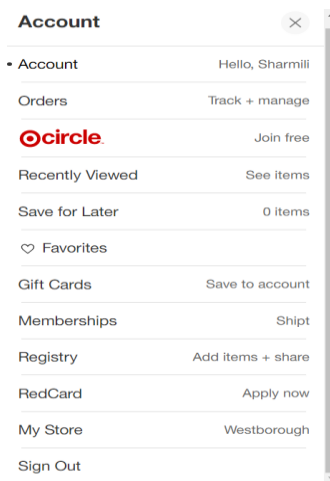 Account
Account Hello, Sharmili
Orders Track + manage
circle. Join free
Recently Viewed See items
Save for Later 0 items
Favorites
Gift Cards Save to account
Memberships Shipt
Registry Add items + share
RedCard Apply now
My Store Westborough
Sign Out